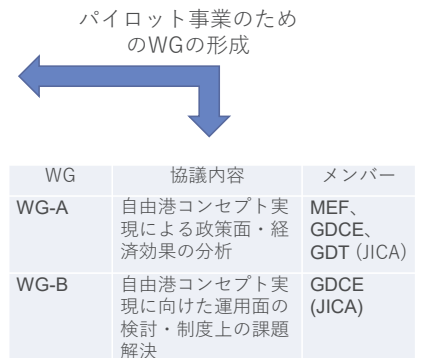 パイロット事業のため
のWGの形成
WG 協議内容 メンバー
WG-A
自由港コンセプト実
現による政策面・経
済効果の分析
MEF、
GDCE、
GDT (JICA)
WG-B
自由港コンセプト実
現に向けた運用面の
検討・制度上の課題
解決
GDCE
(JICA)